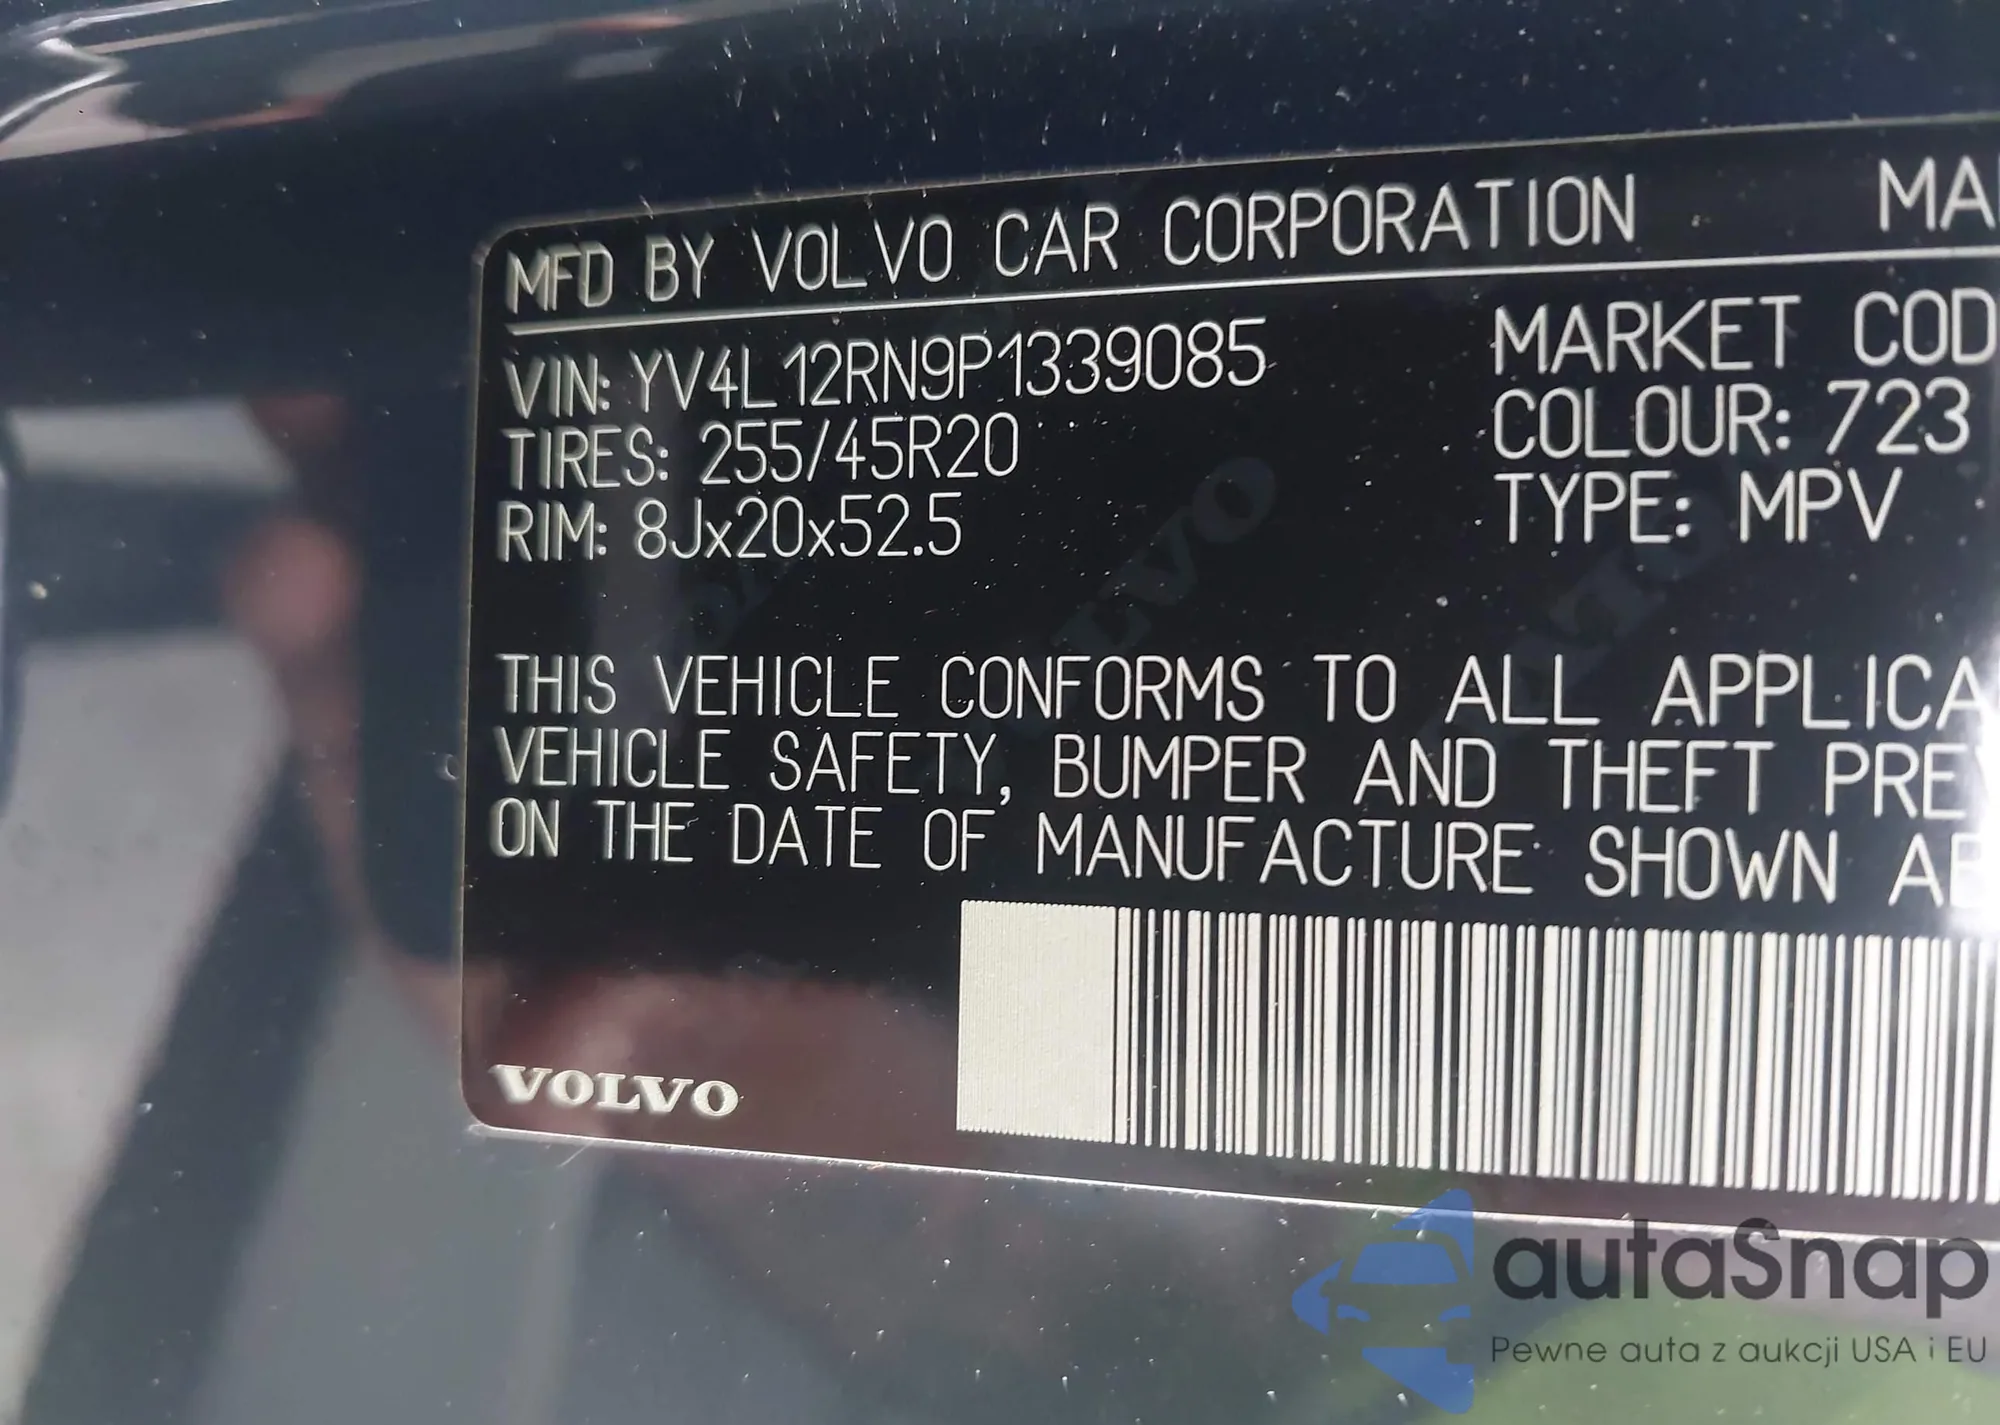 MFD BY VOLVO CAR CORPORATION MA
VIN: YV4L12RN9P1339085 MARKET COD
TIRES: 255/45R20 COLOUR: 723
RIM: 8Jx20x52.5 TYPE: MPV
THIS VEHICLE CONFORMS TO ALL APPLICA
VEHICLE SAFETY, BUMPER AND THEFT PRE
ON THE DATE OF MANUFACTURE SHOWN AB
VOLVO
autaSnap
Pewne auta z aukcji USA i EU